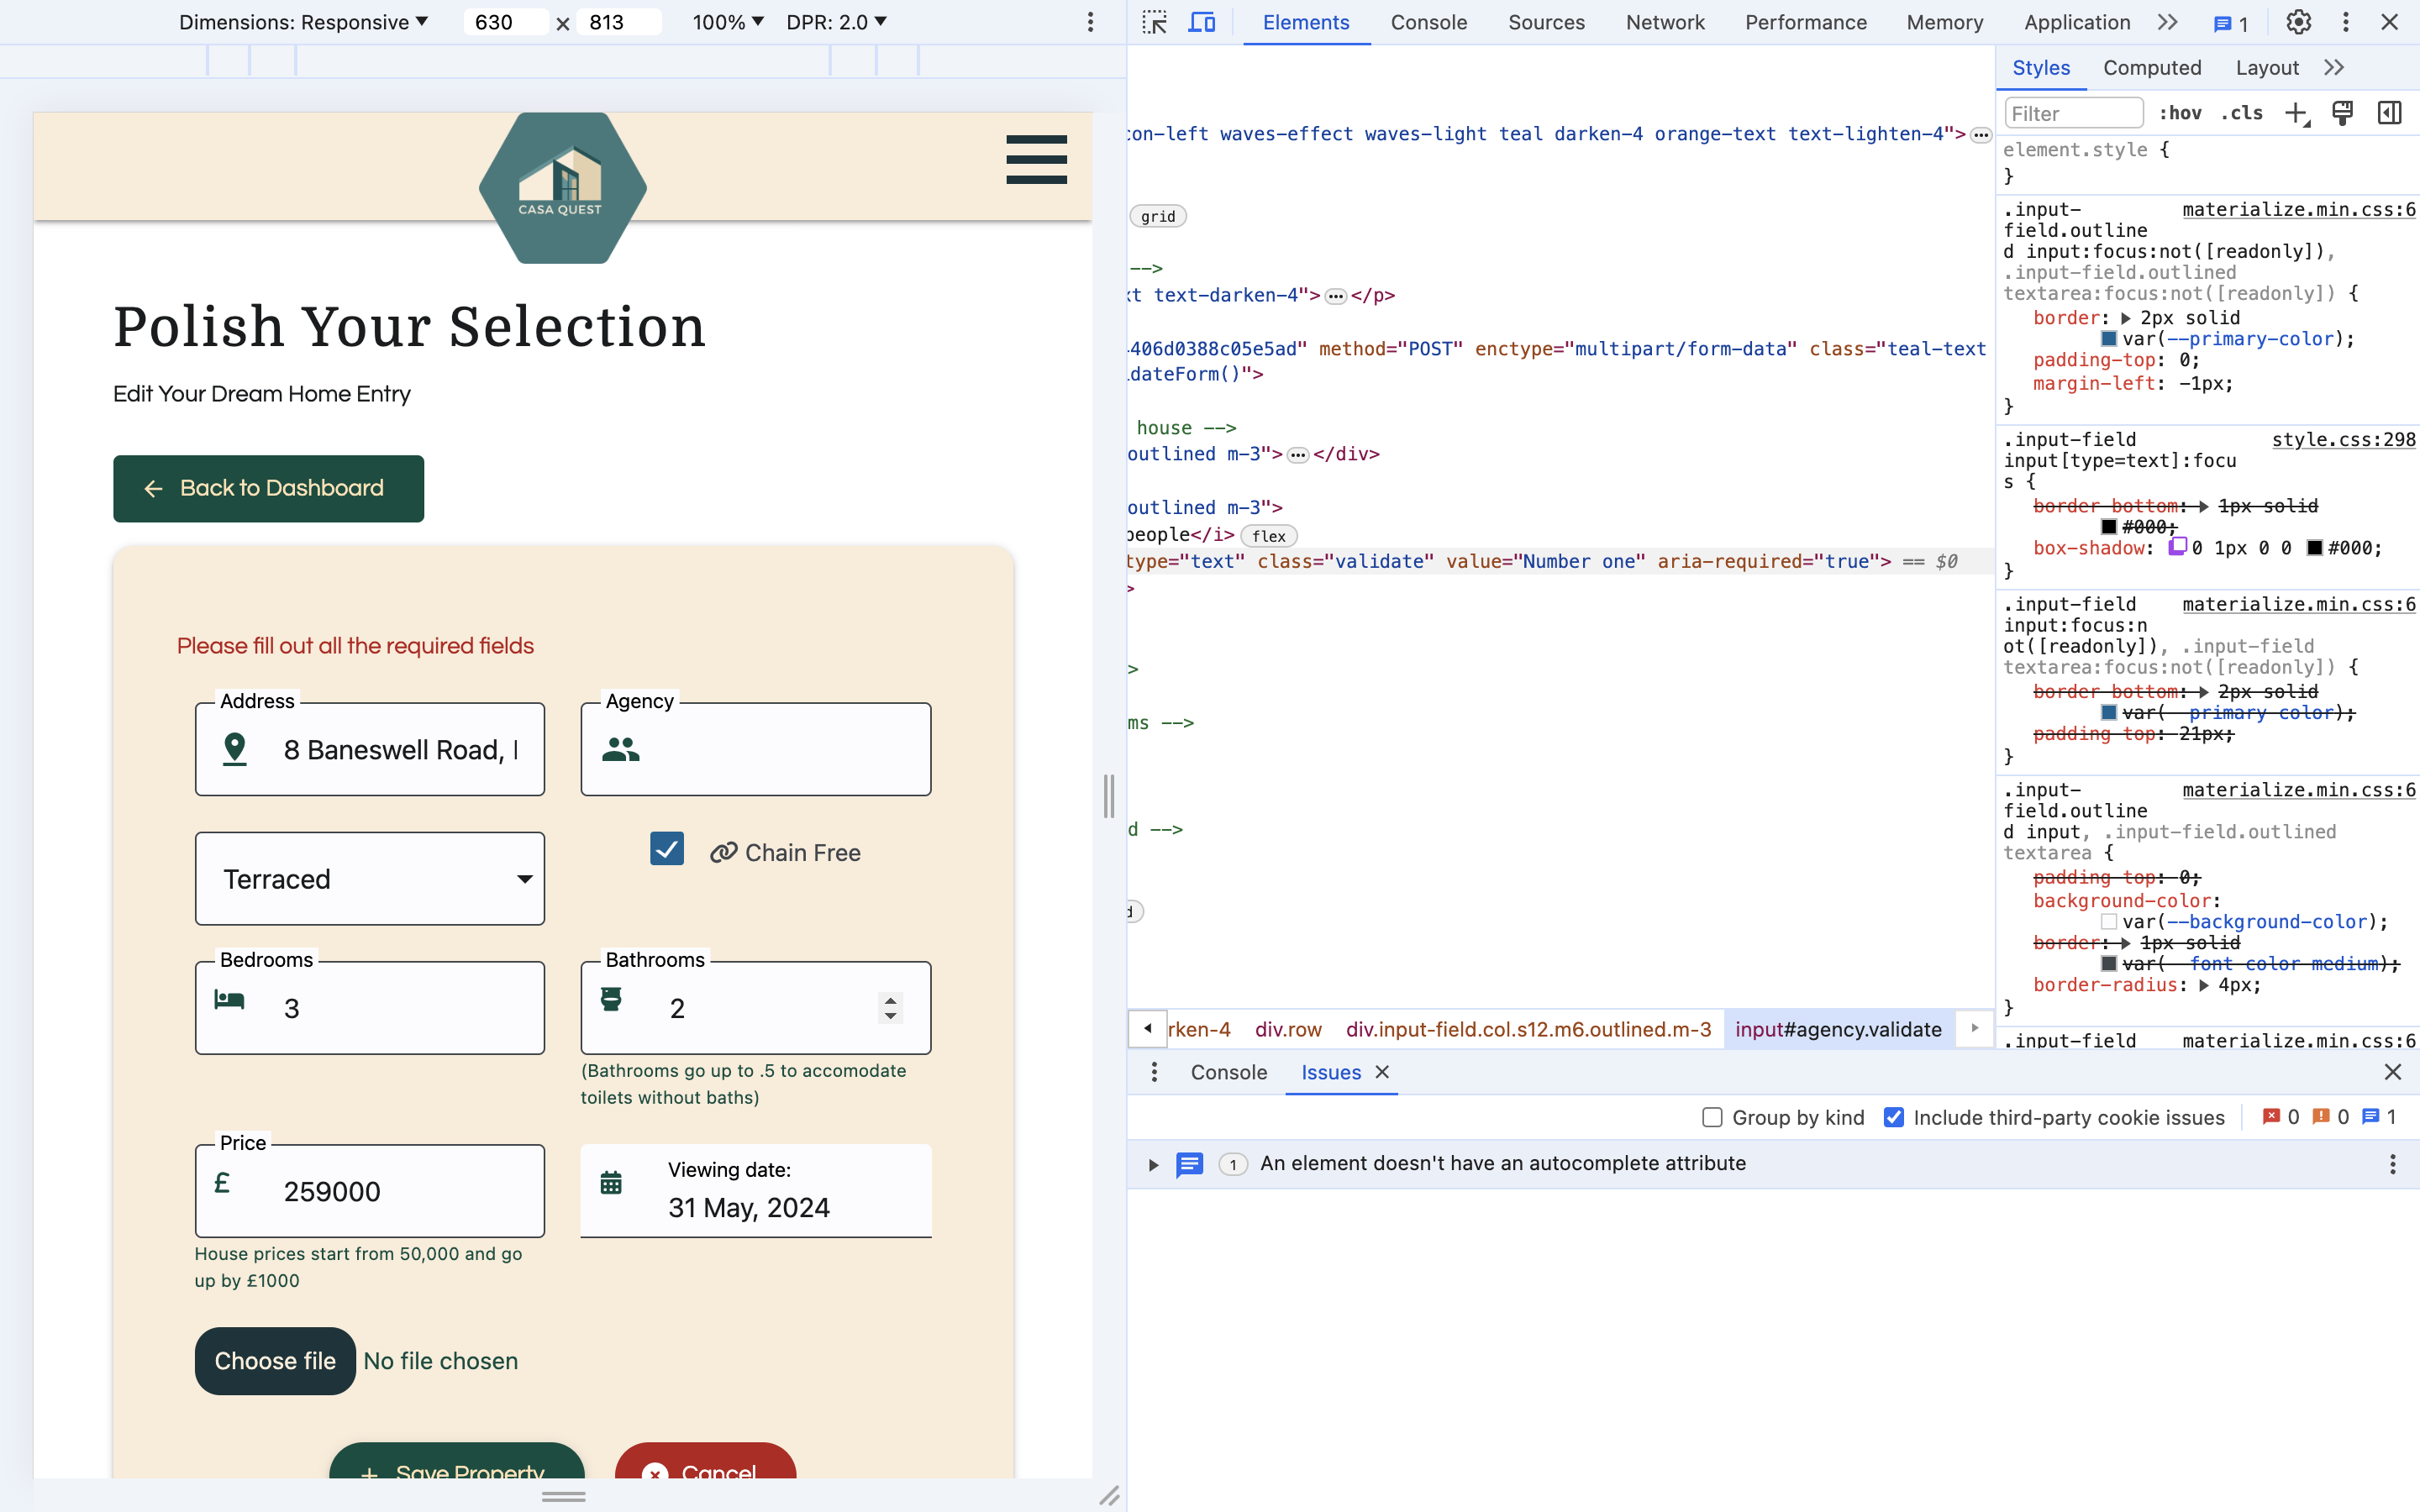 Dimensions: Responsive ▼ 630 × 813 100% ▼ DPR: 2.0 ▼
Elements Console Sources Network Performance Memory Application 1
CASA QUEST
Polish Your Selection
Edit Your Dream Home Entry
Back to Dashboard
Please fill out all the required fields
Address
8 Baneswell Road,
Agency
Terraced
Chain Free
Bedrooms
3
Bathrooms
2
(Bathrooms go up to .5 to accomodate
toilets without baths)
Price
£ 259000
House prices start from 50,000 and go
up by £1000
Viewing date:
31 May, 2024
Choose file No file chosen
Save Property
Cancel
con-left waves-effect waves-light teal darken-4 orange-text text-lighten-4">
grid
-->
xt text-darken-4">…</p>
406d0388c05e5ad" method="POST" enctype="multipart/form-data" class="teal-text
idateForm()">
house -->
outlined m-3">…</div>
outlined m-3">
people</i> flex
type="text" class="validate" value="Number one" aria-required="true"> == $0
>
>
ms -->
d -->
d
rken-4 div.row div.input-field.col.s12.m6.outlined.m-3 input#agency.validate
Styles Computed Layout
Filter :hov .cls
element.style {
}
.input- materialize.min.css:6
field.outline
d input:focus:not([readonly]),
.input-field.outlined
textarea:focus:not([readonly]) {
border: 2px solid
var(--primary-color);
padding-top: 0;
margin-left: -1px;
}
.input-field style.css:298
input[type=text]:focu
s {
border-bottom: 1px solid
#000;
box-shadow: 0 1px 0 0 #000;
}
.input-field materialize.min.css:6
input:focus:n
ot([readonly]), .input-field
textarea:focus:not([readonly]) {
border-bottom: 2px solid
var(--primary-color);
padding-top: 21px;
}
.input- materialize.min.css:6
field.outline
d input, .input-field.outlined
textarea {
padding-top: 0;
background-color:
var(--background-color);
border: 1px solid
var(--font-color-medium);
border-radius: 4px;
}
.input-field materialize.min.css:6
Console Issues
Group by kind Include third-party cookie issues 0 0 1
1 An element doesn't have an autocomplete attribute